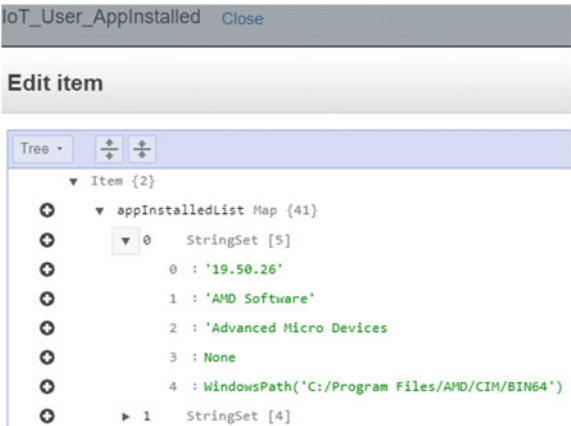 IoT_User_AppInstalled Close
Edit item
Tree
Item {2}
appInstalledList Map {41}
0 StringSet [5]
0 : '19.50.26'
1 : 'AMD Software'
2 : 'Advanced Micro Devices
3 : None
4 : WindowsPath('C:/Program Files/AMD/CIM/BIN64')
1 StringSet [4]